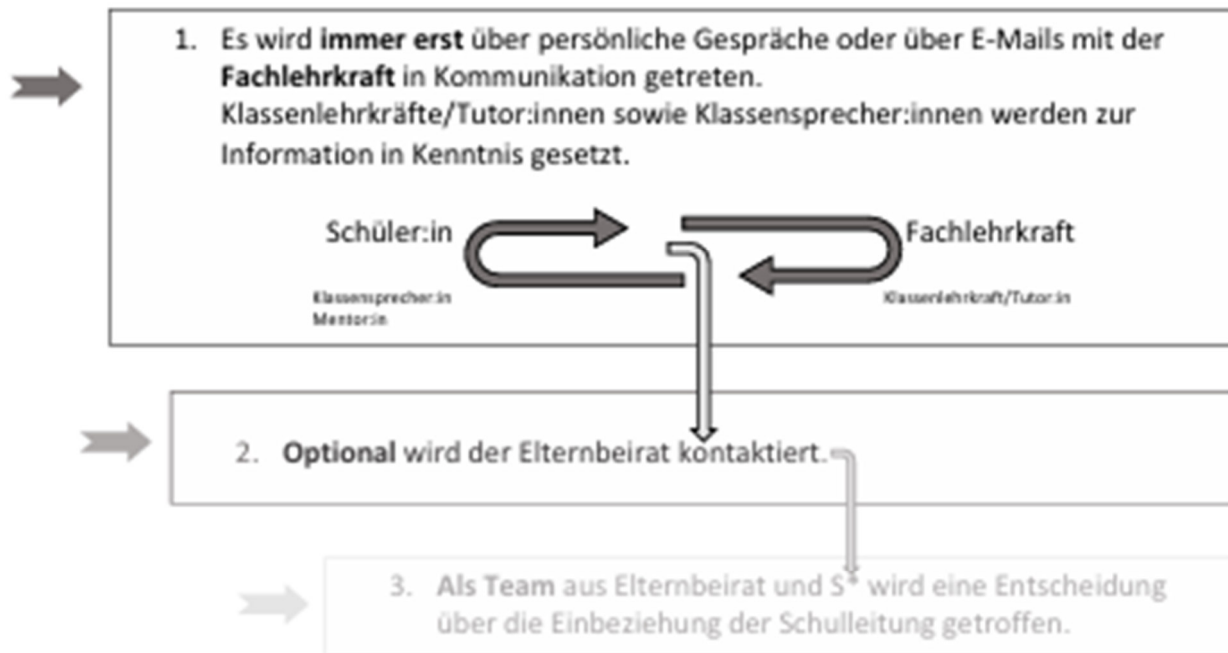 1. Es wird immer erst über persönliche Gespräche oder über E-Mails mit der
Fachlehrkraft in Kommunikation getreten.
Klassenlehrkräfte/Tutor:innen sowie Klassensprecher:innen werden zur
Information in Kenntnis gesetzt.
Schüler:in
Fachlehrkraft
Klassensprecher:in
Mentor:in
Klassenlehrkraft/Tutor:in
2. Optional wird der Elternbeirat kontaktiert.
3. Als Team aus Elternbeirat und S* wird eine Entscheidung
über die Einbeziehung der Schulleitung getroffen.